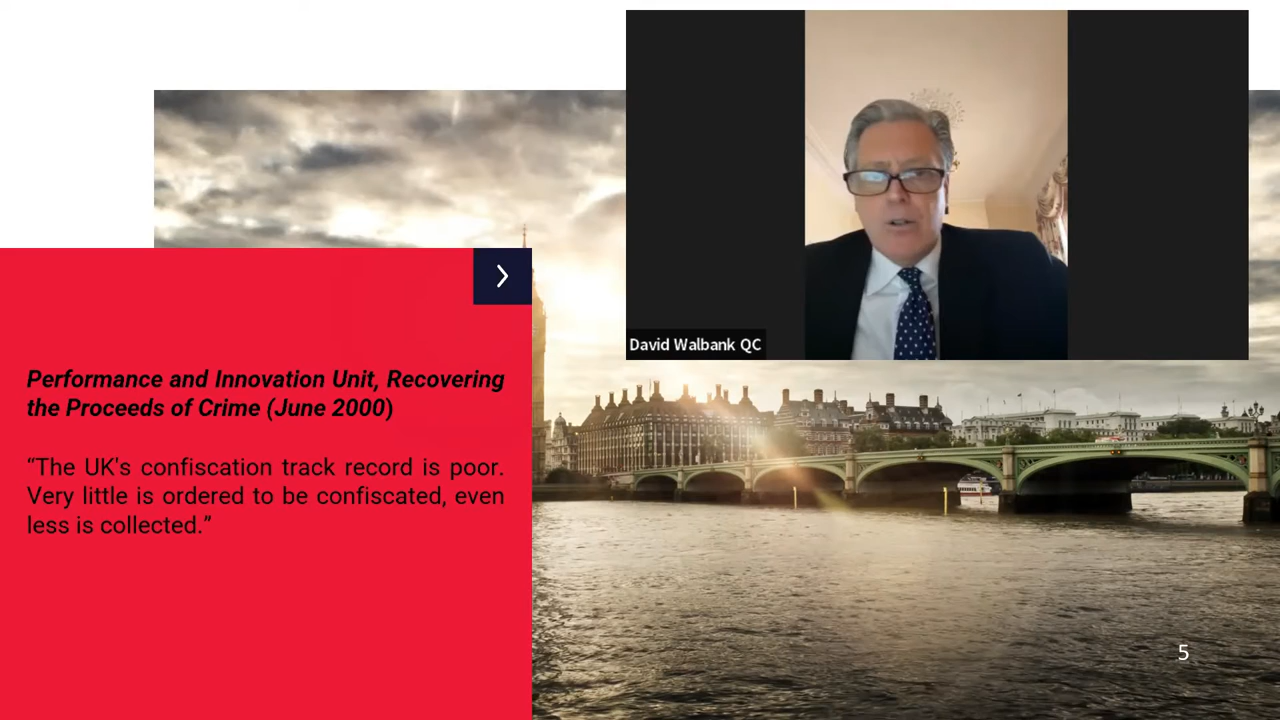 David Walbank QC
Performance and Innovation Unit, Recovering
the Proceeds of Crime (June 2000)
“The UK's confiscation track record is poor.
Very little is ordered to be confiscated, even
less is collected.”
5